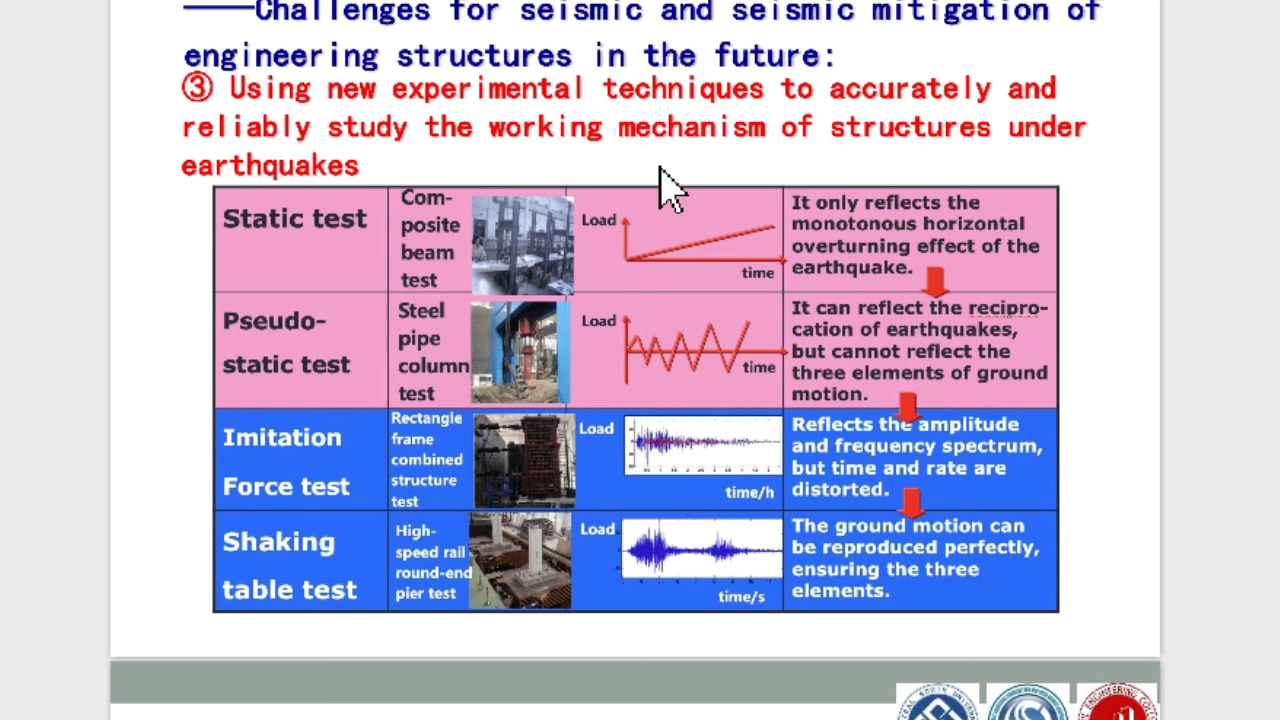 ——Challenges for seismic and seismic mitigation of
engineering structures in the future:
③ Using new experimental techniques to accurately and
reliably study the working mechanism of structures under
earthquakes
Static test
Com-
posite
beam
test
Load
time
It only reflects the
monotonous horizontal
overturning effect of the
earthquake.
Pseudo-
static test
Steel
pipe
column
test
Load
time
It can reflect the recipro-
cation of earthquakes,
but cannot reflect the
three elements of ground
motion.
Imitation
Force test
Rectangle
frame
combined
structure
test
Load
time/h
Reflects the amplitude
and frequency spectrum,
but time and rate are
distorted.
Shaking
table test
High-
speed rail
round-end
pier test
Load
time/s
The ground motion can
be reproduced perfectly,
ensuring the three
elements.